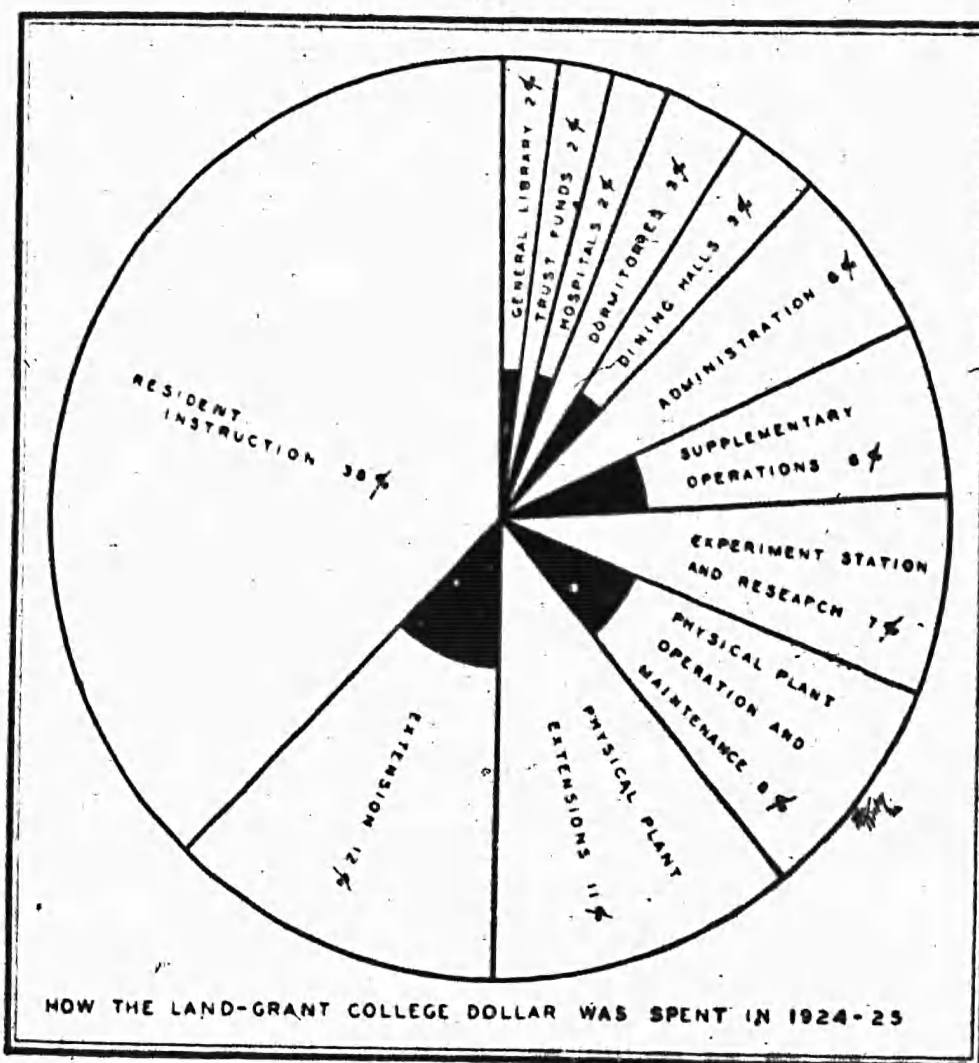 GENERAL LIBRARY 2¢
TRUST FUNDS 2¢
HOSPITALS 2¢
DORMITORIES 3¢
DINING HALLS 3¢
ADMINISTRATION 6¢
SUPPLEMENTARY
OPERATIONS 6¢
EXPERIMENT STATION
AND RESEARCH 7¢
PHYSICAL PLANT
OPERATION AND
MAINTENANCE 8¢
PHYSICAL PLANT
EXTENSIONS 11¢
EXTENSION 12¢
RESIDENT
INSTRUCTION 38¢
HOW THE LAND-GRANT COLLEGE DOLLAR WAS SPENT IN 1924-25